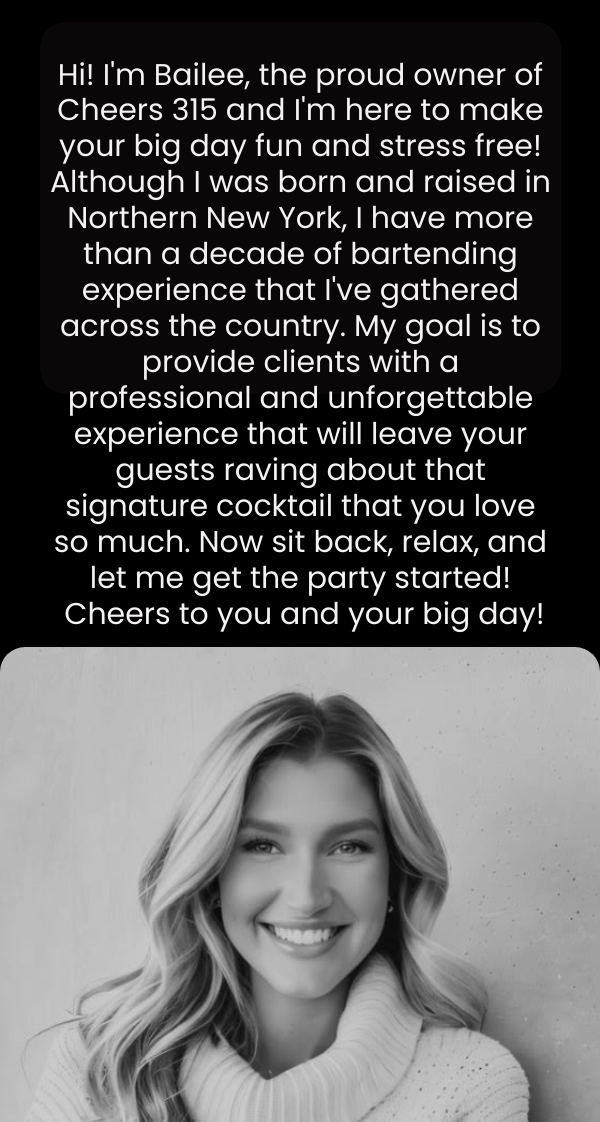 Hi! I'm Bailee, the proud owner of
Cheers 315 and I'm here to make
your big day fun and stress free!
Although I was born and raised in
Northern New York, I have more
than a decade of bartending
experience that I've gathered
across the country. My goal is to
provide clients with a
professional and unforgettable
experience that will leave your
guests raving about that
signature cocktail that you love
so much. Now sit back, relax, and
let me get the party started!
Cheers to you and your big day!